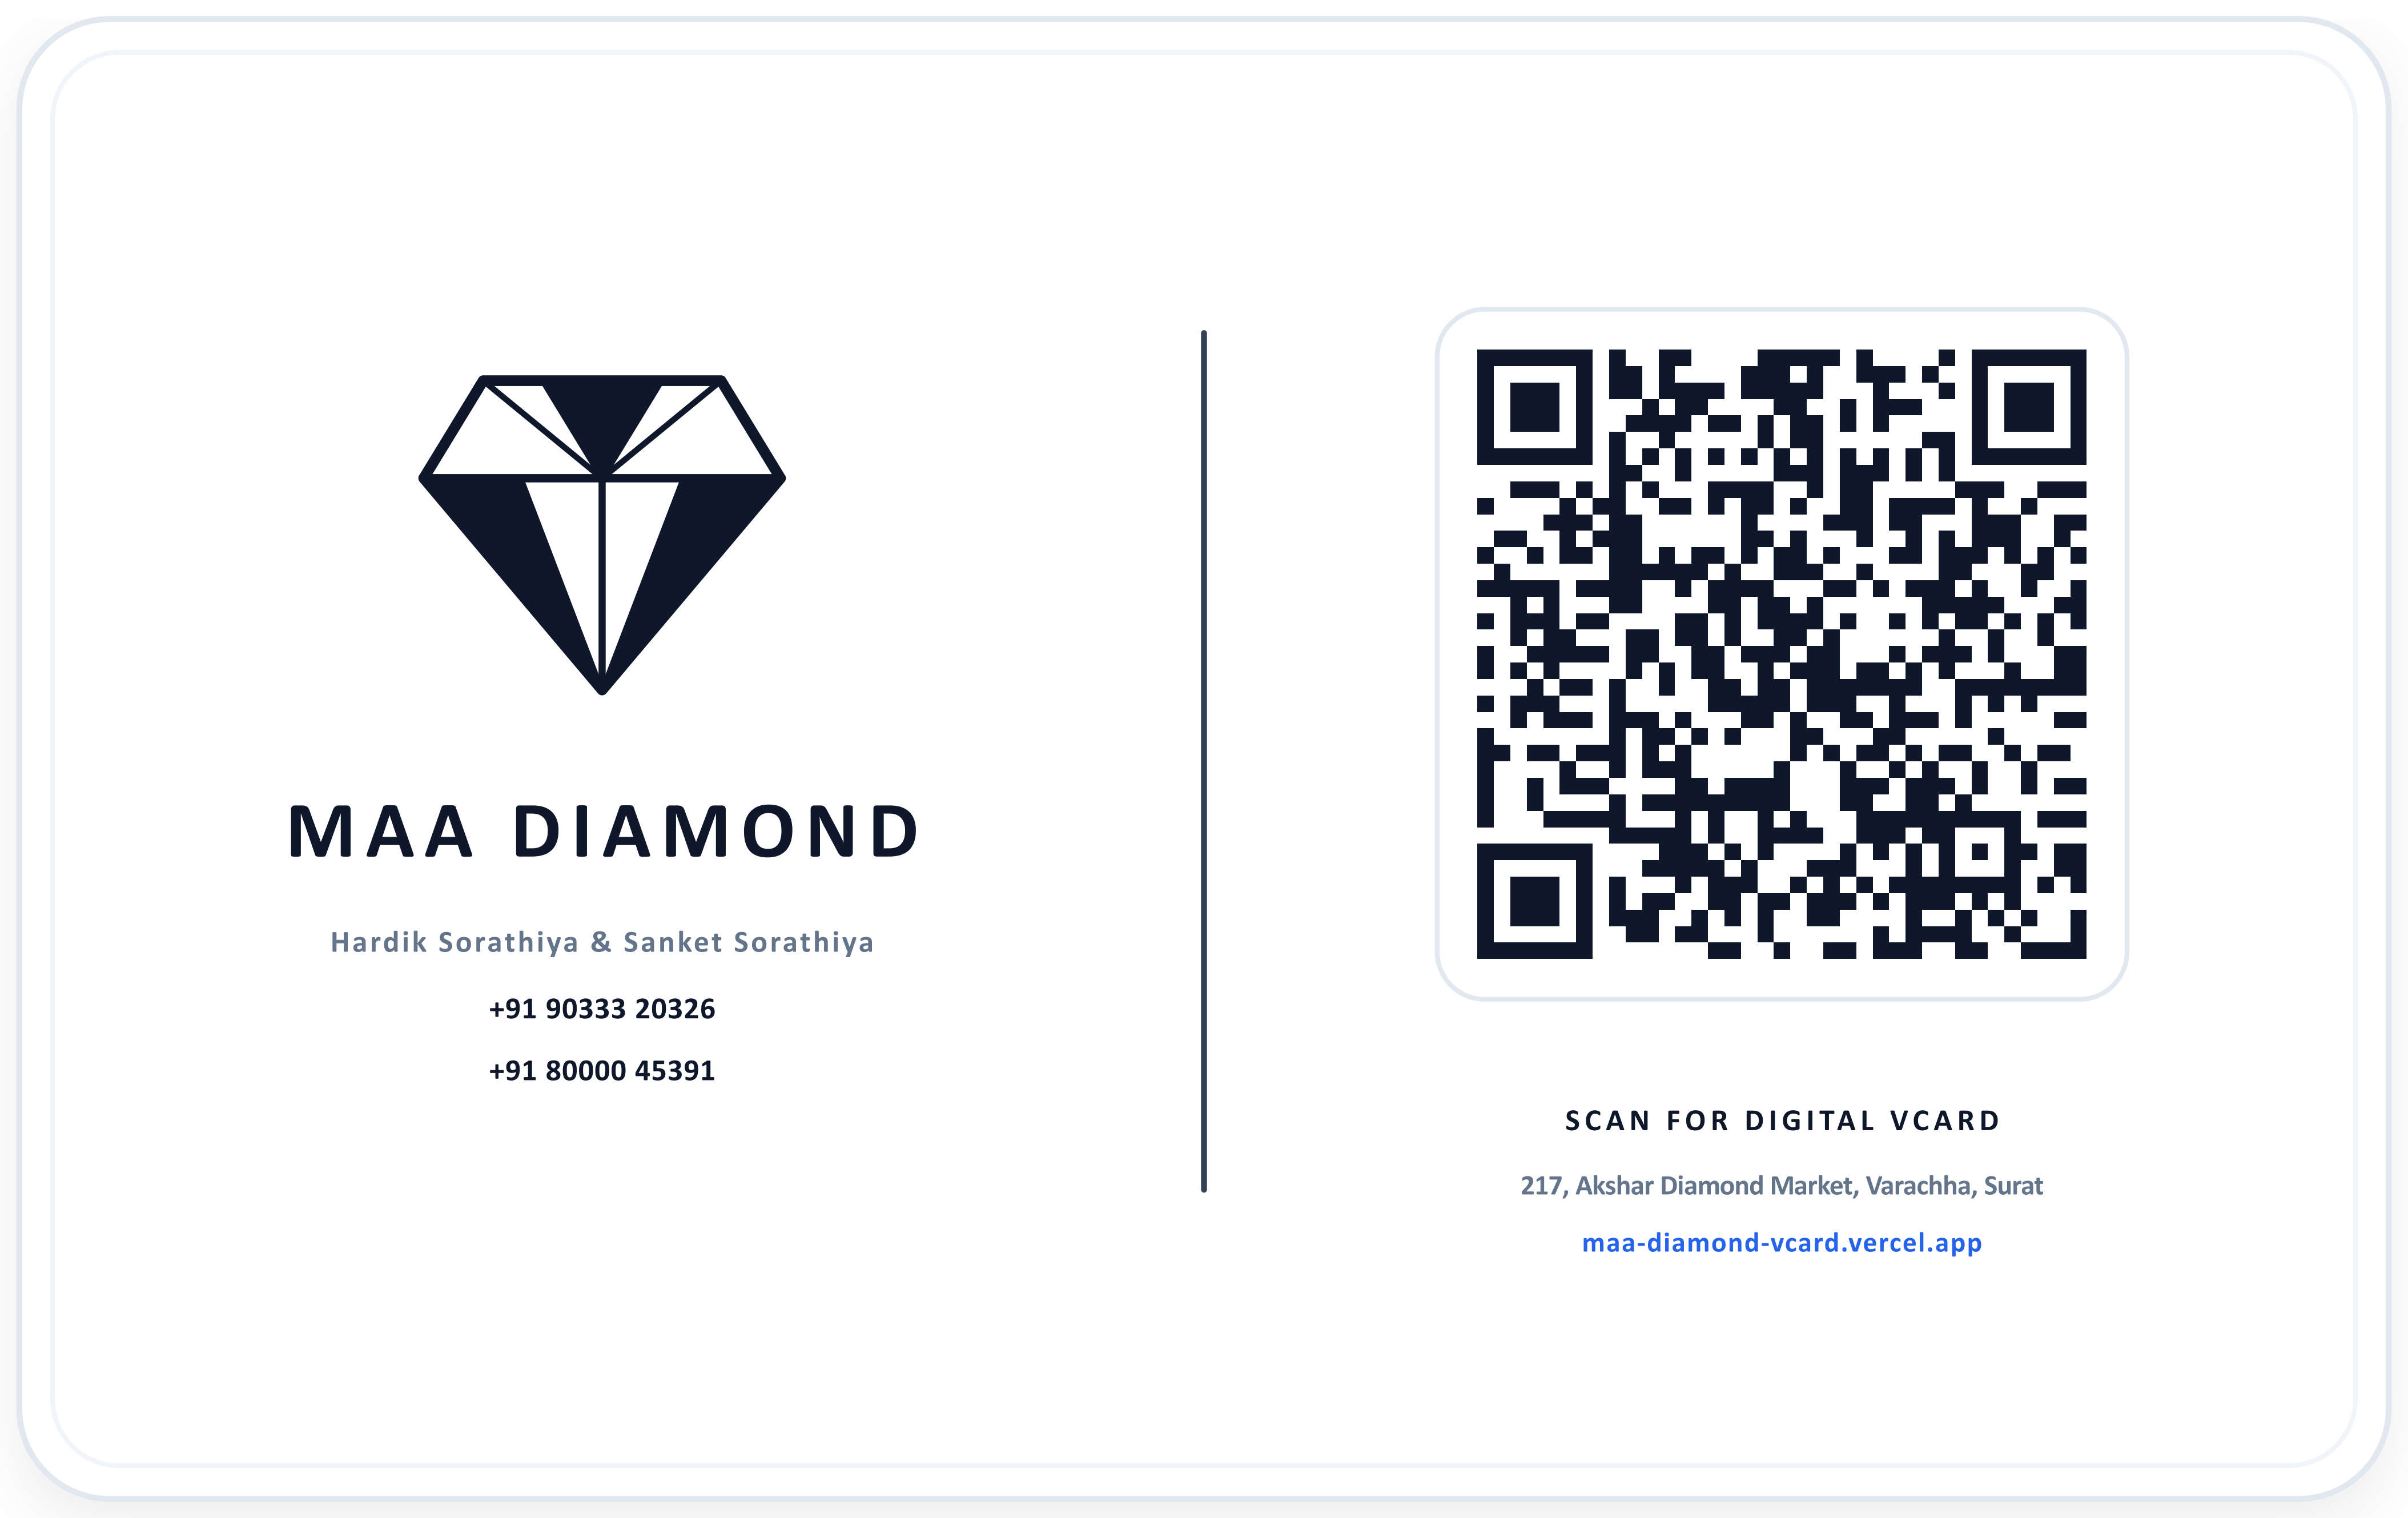 MAA DIAMOND
Hardik Sorathiya & Sanket Sorathiya
+91 90333 20326
+91 80000 45391
SCAN FOR DIGITAL VCARD
217, Akshar Diamond Market, Varachha, Surat
maa-diamond-vcard.vercel.app